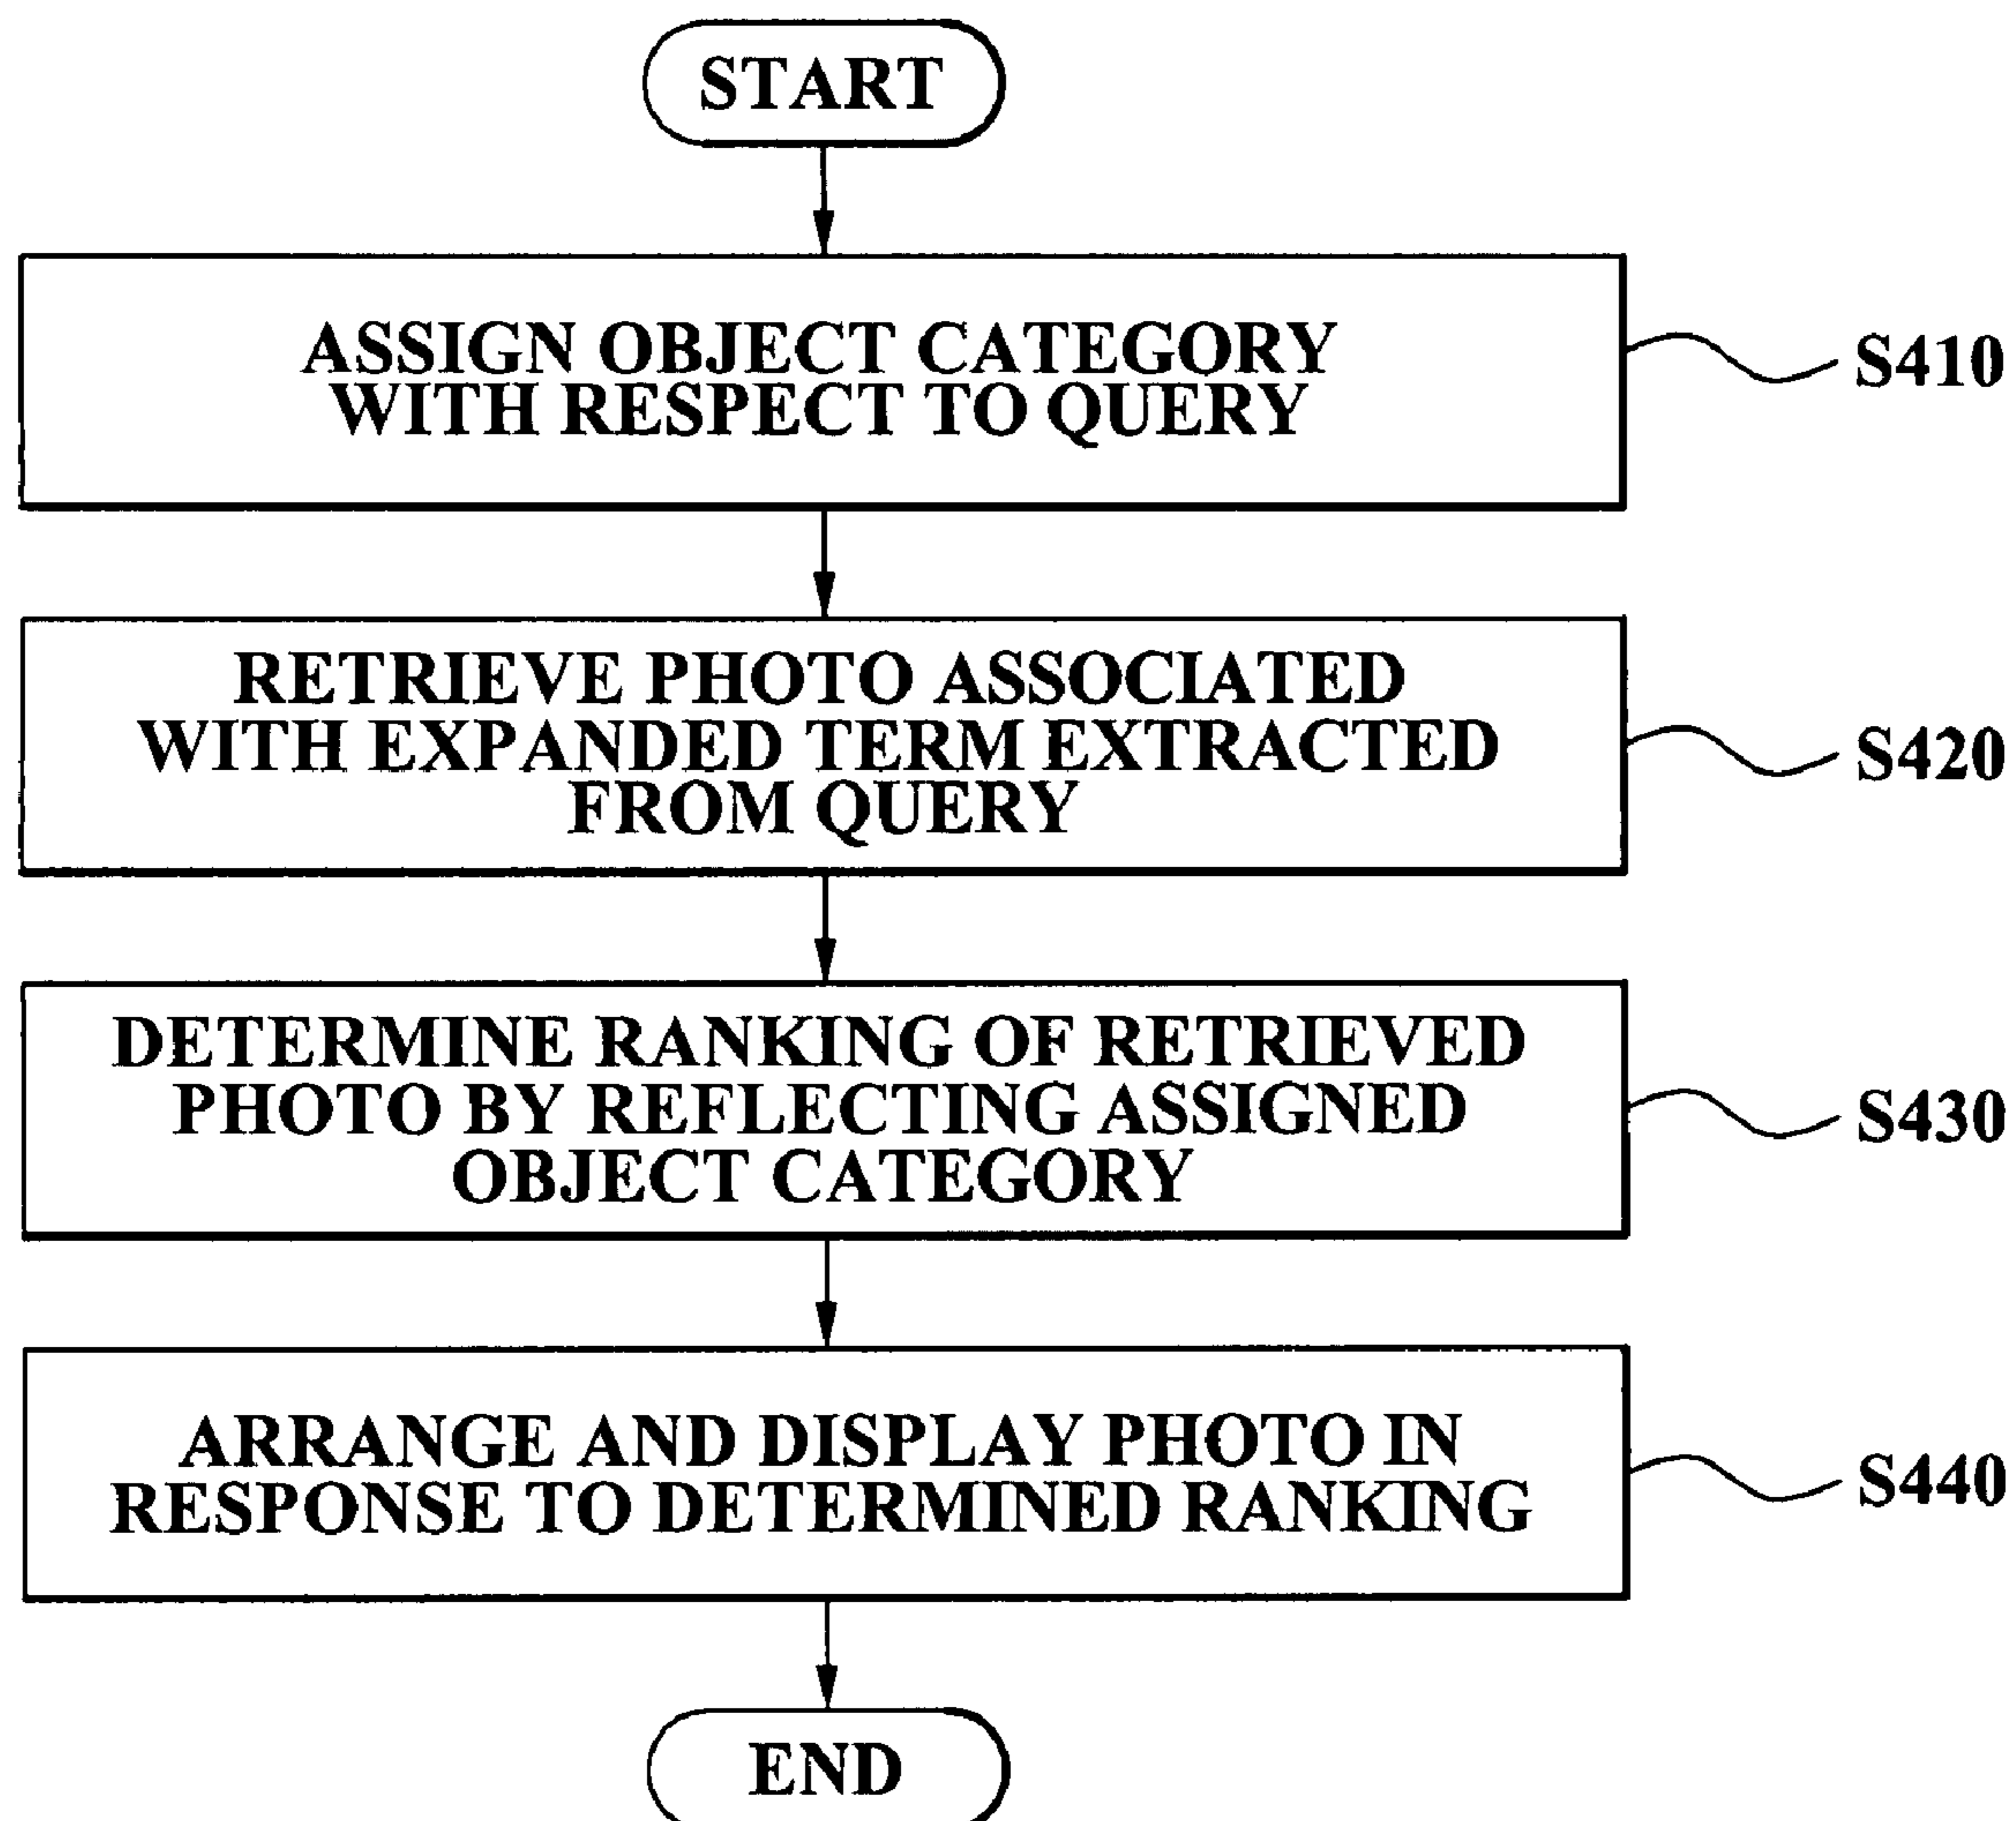 START
ASSIGN OBJECT CATEGORY
WITH RESPECT TO QUERY
S410
RETRIEVE PHOTO ASSOCIATED
WITH EXPANDED TERM EXTRACTED
FROM QUERY
S420
DETERMINE RANKING OF RETRIEVED
PHOTO BY REFLECTING ASSIGNED
OBJECT CATEGORY
S430
ARRANGE AND DISPLAY PHOTO IN
RESPONSE TO DETERMINED RANKING
S440
END